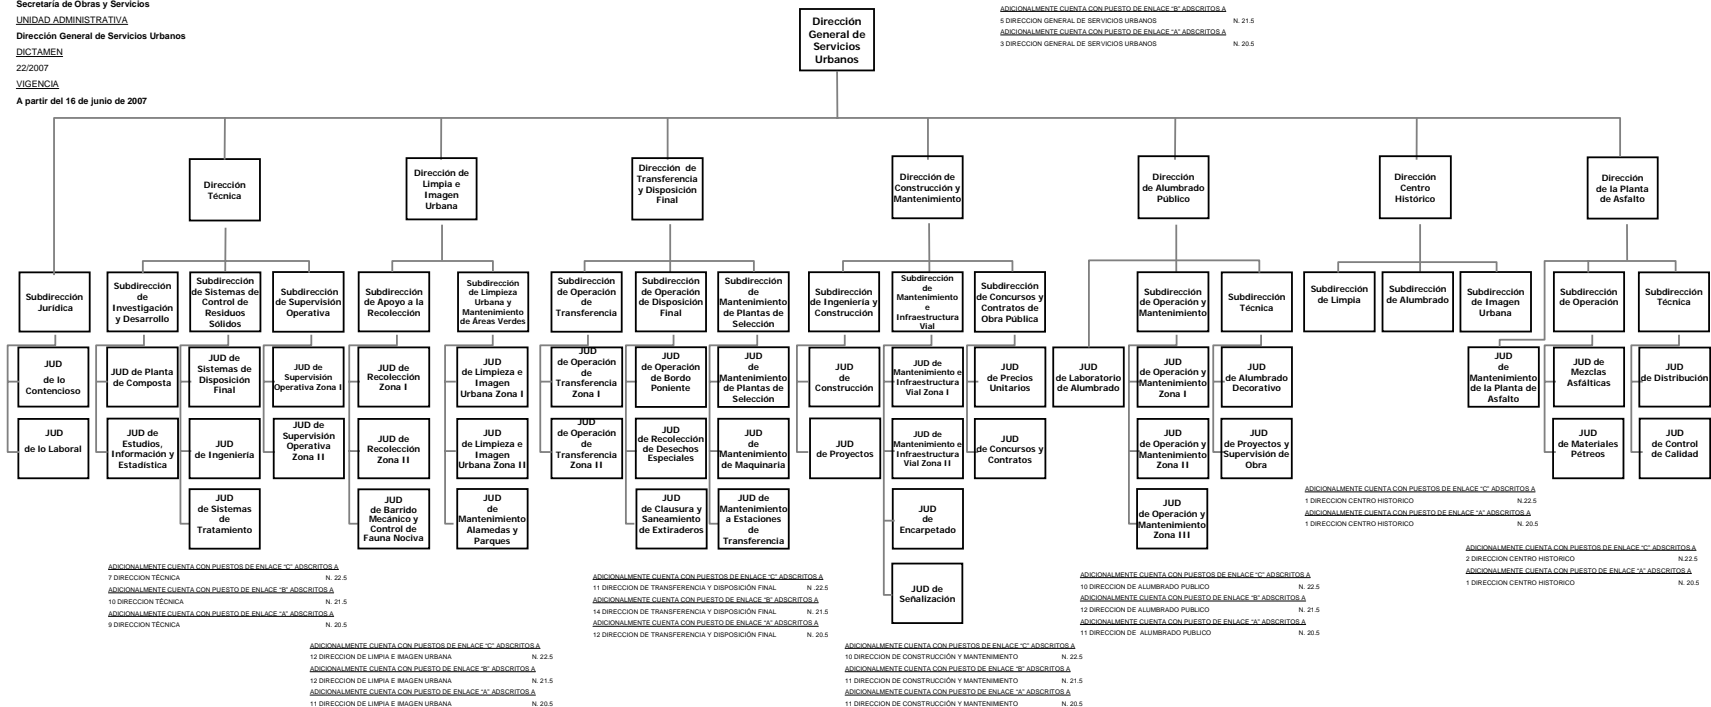 Secretaría de Obras y Servicios
UNIDAD ADMINISTRATIVA
Dirección General de Servicios Urbanos
DICTAMEN
22/2007
VIGENCIA
A partir del 16 de junio de 2007
Dirección
General de
Servicios
Urbanos
ADICIONALMENTE CUENTA CON PUESTO DE ENLACE "B" ADSCRITOS A
5 DIRECCION GENERAL DE SERVICIOS URBANOS N. 21.5
ADICIONALMENTE CUENTA CON PUESTO DE ENLACE "A" ADSCRITOS A
3 DIRECCION GENERAL DE SERVICIOS URBANOS N. 20.5
Dirección
Técnica
Dirección de
Limpia e
Imagen
Urbana
Dirección de
Transferencia
y Disposición
Final
Dirección de
Construcción y
Mantenimiento
Dirección
de Alumbrado
Público
Dirección
Centro
Histórico
Dirección
de la Planta
de Asfalto
Subdirección
Jurídica
Subdirección
de
Investigación
y Desarrollo
Subdirección
de Sistemas de
Control de
Residuos
Sólidos
Subdirección
de Supervisión
Operativa
Subdirección
de Apoyo a la
Recolección
Subdirección
de Limpieza
Urbana y
Mantenimiento
de Áreas Verdes
Subdirección
de Operación
de
Transferencia
Subdirección
de Operación
de Disposición
Final
Subdirección
de
Mantenimiento
de Plantas de
Selección
Subdirección
de Ingeniería y
Construcción
Subdirección
de
Mantenimiento
e
Infraestructura
Vial
Subdirección
de Concursos y
Contratos de
Obra Pública
Subdirección
de Operación y
Mantenimiento
Subdirección
Técnica
Subdirección
de Limpia
Subdirección
de Alumbrado
Subdirección
de Imagen
Urbana
Subdirección
de Operación
Subdirección
Técnica
JUD
de lo
Contencioso
JUD de Planta
de Composta
JUD de
Sistemas de
Disposición
Final
JUD de
Supervisión
Operativa Zona I
JUD de
Recolección
Zona I
JUD
de Limpieza e
Imagen
Urbana Zona I
JUD
de Operación
de
Transferencia
Zona I
JUD
de Operación
de Bordo
Poniente
JUD
de
Mantenimiento
de Plantas de
Selección
JUD
de
Construcción
JUD de
Mantenimiento e
Infraestructura
Vial Zona I
JUD
de Precios
Unitarios
JUD
de Laboratorio
de Alumbrado
JUD
de Operación y
Mantenimiento
Zona I
JUD
de Alumbrado
Decorativo
JUD
de
Mantenimiento
de la Planta de
Asfalto
JUD de
Mezclas
Asfálticas
JUD
de Distribución
JUD
de lo Laboral
JUD de
Estudios,
Información y
Estadística
JUD
de Ingeniería
JUD de
Supervisión
Operativa
Zona II
JUD de
Recolección
Zona II
JUD
de Limpieza e
Imagen
Urbana Zona II
JUD
de Operación
de
Transferencia
Zona II
JUD
de Recolección
de Desechos
Especiales
JUD
de
Mantenimiento
de Maquinaria
JUD
de Proyectos
JUD de
Mantenimiento e
Infraestructura
Vial Zona II
JUD
de Concursos y
Contratos
JUD
de Operación y
Mantenimiento
Zona II
JUD
de Proyectos y
Supervisión de
Obra
JUD
de Materiales
Pétreos
JUD
de Control
de Calidad
JUD
de Sistemas
de
Tratamiento
JUD
de Barrido
Mecánico y
Control de
Fauna Nociva
JUD
de
Mantenimiento
Alamedas y
Parques
JUD
de Clausura y
Saneamiento
de Extiraderos
JUD de
Mantenimiento
a Estaciones
de
Transferencia
JUD
de
Encarpetado
JUD
de Operación y
Mantenimiento
Zona III
JUD de
Señalización
ADICIONALMENTE CUENTA CON PUESTOS DE ENLACE "C" ADSCRITOS A
1 DIRECCION CENTRO HISTORICO N.22.5
ADICIONALMENTE CUENTA CON PUESTO DE ENLACE "A" ADSCRITOS A
1 DIRECCION CENTRO HISTORICO N. 20.5
ADICIONALMENTE CUENTA CON PUESTOS DE ENLACE "C" ADSCRITOS A
2 DIRECCION CENTRO HISTORICO N.22.5
ADICIONALMENTE CUENTA CON PUESTO DE ENLACE "A" ADSCRITOS A
1 DIRECCION CENTRO HISTORICO N. 20.5
ADICIONALMENTE CUENTA CON PUESTOS DE ENLACE "C" ADSCRITOS A
7 DIRECCION TÉCNICA N. 22.5
ADICIONALMENTE CUENTA CON PUESTO DE ENLACE "B" ADSCRITOS A
10 DIRECCION TÉCNICA N. 21.5
ADICIONALMENTE CUENTA CON PUESTO DE ENLACE "A" ADSCRITOS A
9 DIRECCION TÉCNICA N. 20.5
ADICIONALMENTE CUENTA CON PUESTOS DE ENLACE "C" ADSCRITOS A
11 DIRECCION DE TRANSFERENCIA Y DISPOSICIÓN FINAL N .22.5
ADICIONALMENTE CUENTA CON PUESTO DE ENLACE "B" ADSCRITOS A
14 DIRECCION DE TRANSFERENCIA Y DISPOSICIÓN FINAL N. 21.5
ADICIONALMENTE CUENTA CON PUESTO DE ENLACE "A" ADSCRITOS A
12 DIRECCION DE TRANSFERENCIA Y DISPOSICIÓN FINAL N. 20.5
ADICIONALMENTE CUENTA CON PUESTOS DE ENLACE "C" ADSCRITOS A
10 DIRECCION DE ALUMBRADO PUBLICO N. 22.5
ADICIONALMENTE CUENTA CON PUESTO DE ENLACE "B" ADSCRITOS A
12 DIRECCION DE ALUMBRADO PUBLICO N. 21.5
ADICIONALMENTE CUENTA CON PUESTO DE ENLACE "A" ADSCRITOS A
11 DIRECCION DE ALUMBRADO PUBLICO N. 20.5
ADICIONALMENTE CUENTA CON PUESTOS DE ENLACE "C" ADSCRITOS A
12 DIRECCION DE LIMPIA E IMAGEN URBANA N. 22.5
ADICIONALMENTE CUENTA CON PUESTO DE ENLACE "B" ADSCRITOS A
12 DIRECCION DE LIMPIA E IMAGEN URBANA N. 21.5
ADICIONALMENTE CUENTA CON PUESTO DE ENLACE "A" ADSCRITOS A
11 DIRECCION DE LIMPIA E IMAGEN URBANA N. 20.5
ADICIONALMENTE CUENTA CON PUESTOS DE ENLACE "C" ADSCRITOS A
10 DIRECCION DE CONSTRUCCIÓN Y MANTENIMIENTO N. 22.5
ADICIONALMENTE CUENTA CON PUESTO DE ENLACE "B" ADSCRITOS A
11 DIRECCION DE CONSTRUCCIÓN Y MANTENIMIENTO N. 21.5
ADICIONALMENTE CUENTA CON PUESTO DE ENLACE "A" ADSCRITOS A
11 DIRECCION DE CONSTRUCCIÓN Y MANTENIMIENTO N. 20.5